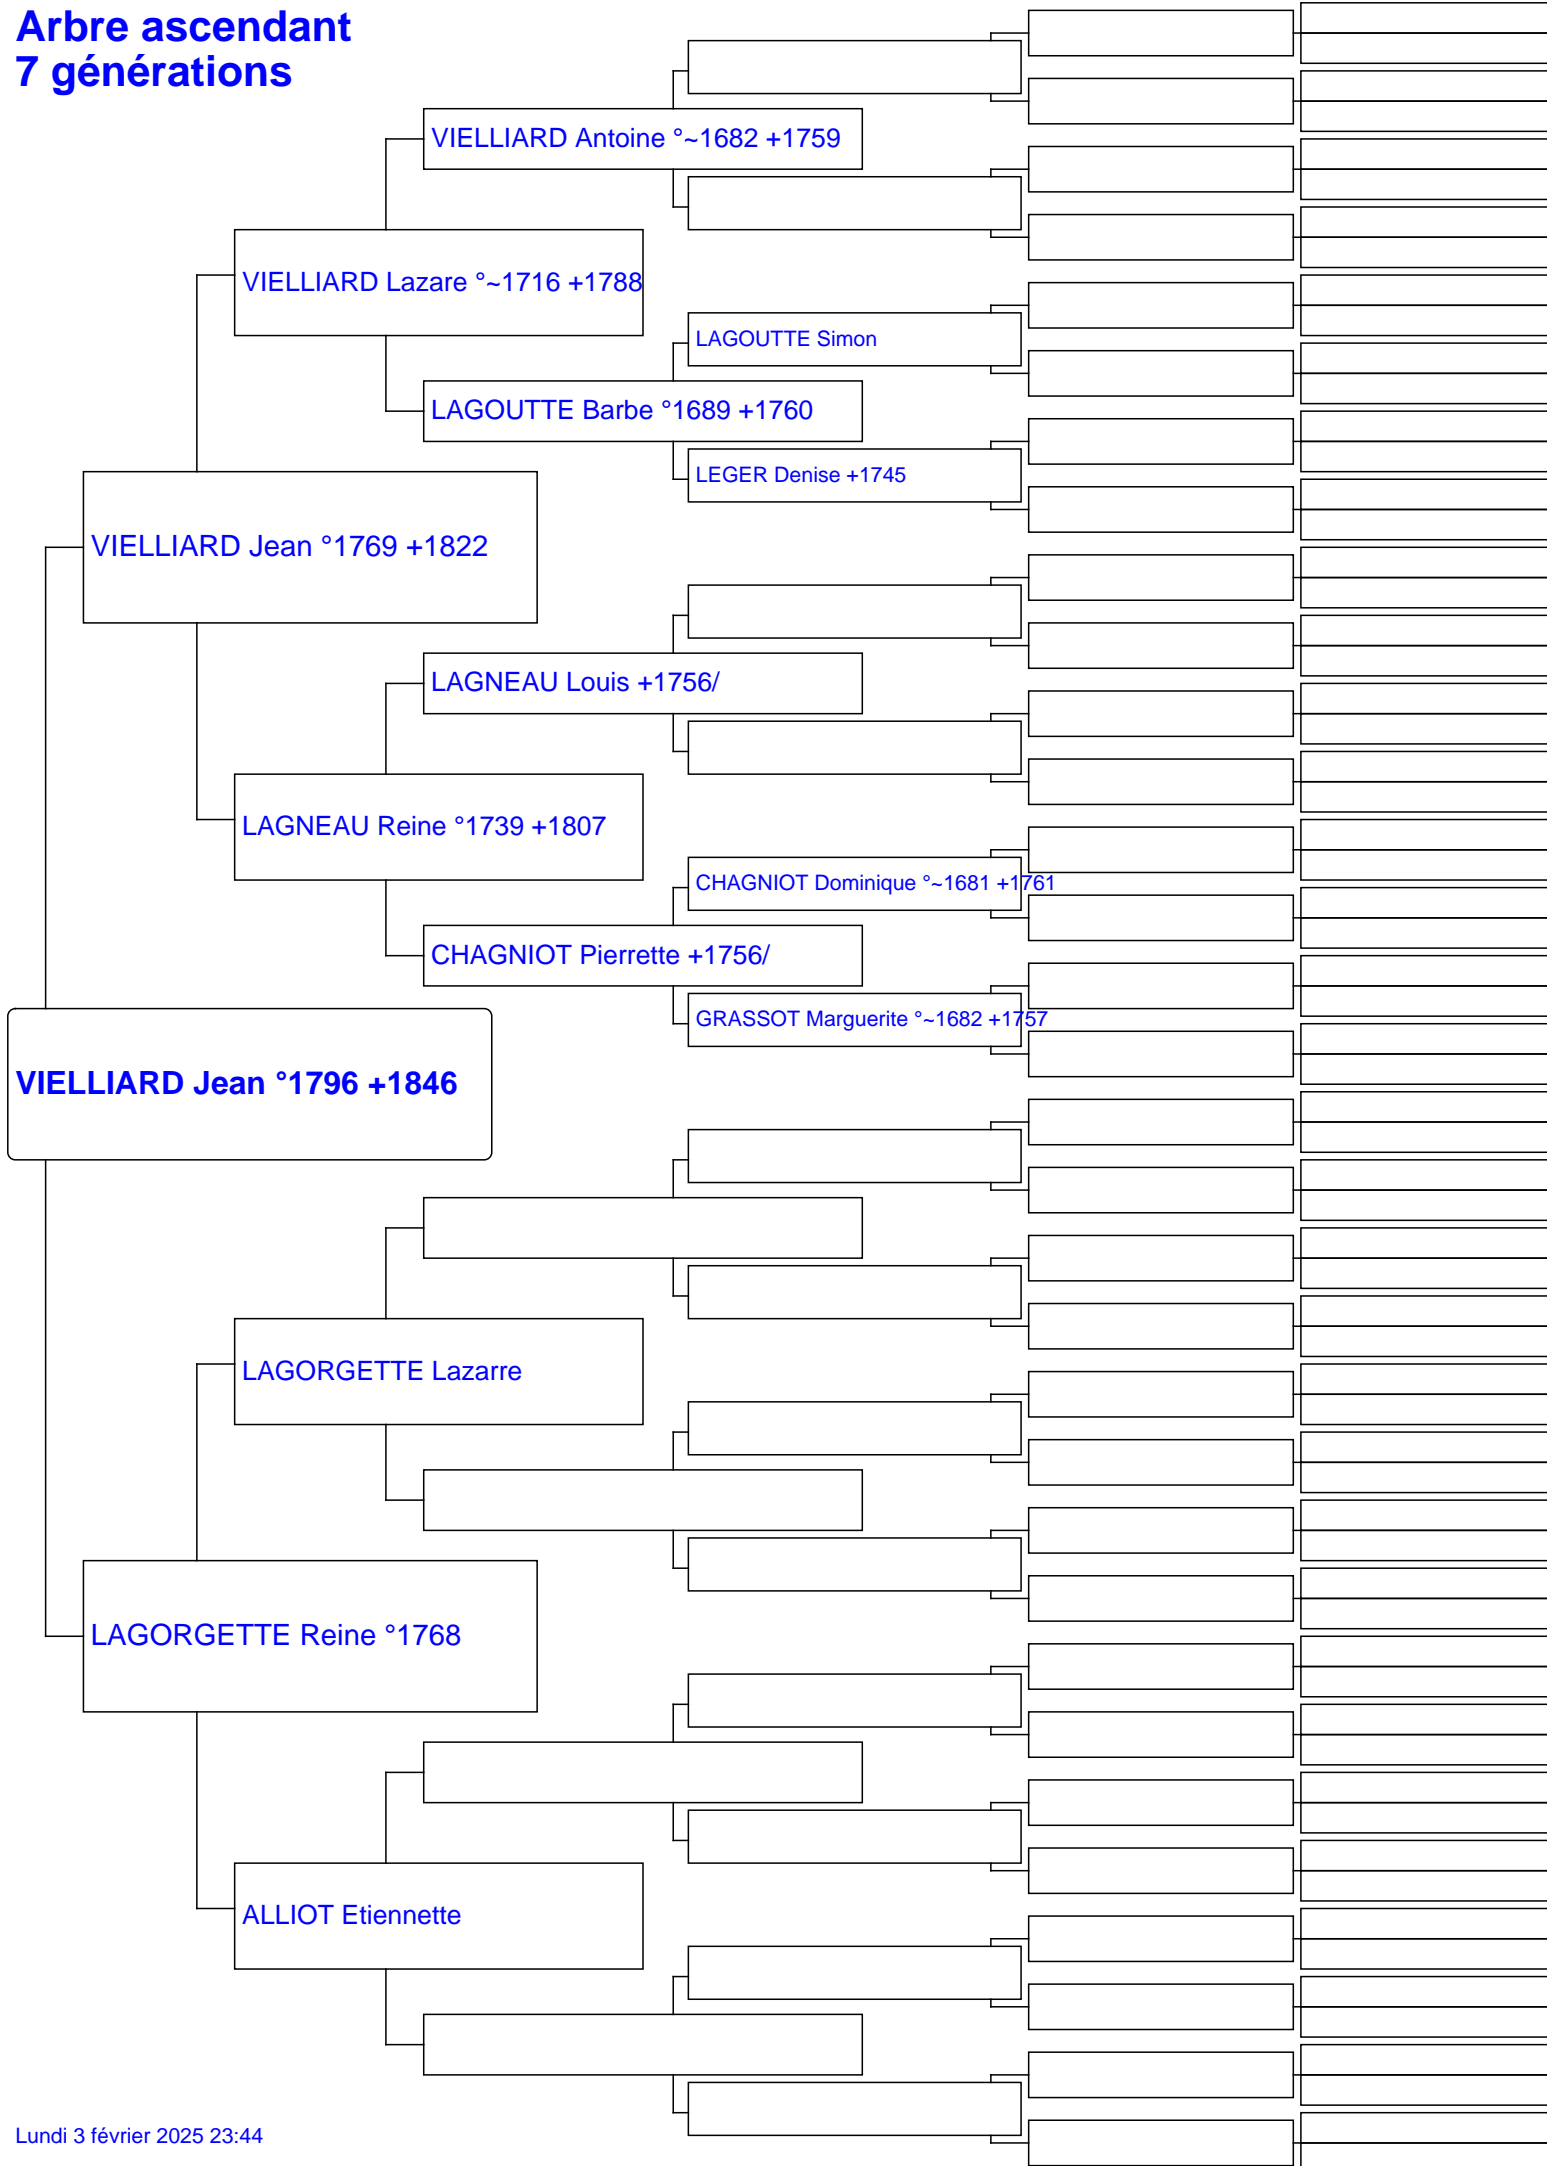 Arbre ascendant
7 générations
VIELLIARD Antoine °~1682 +1759
VIELLIARD Lazare °~1716 +1788
LAGOUTTE Simon
LAGOUTTE Barbe °1689 +1760
LEGER Denise +1745
VIELLIARD Jean °1769 +1822
LAGNEAU Louis +1756/
LAGNEAU Reine °1739 +1807
CHAGNIOT Dominique °~1681 +1761
CHAGNIOT Pierrette +1756/
GRASSOT Marguerite °~1682 +1757
VIELLIARD Jean °1796 +1846
LAGORGETTE Lazarre
LAGORGETTE Reine °1768
ALLIOT Etiennette
Lundi 3 février 2025 23:44